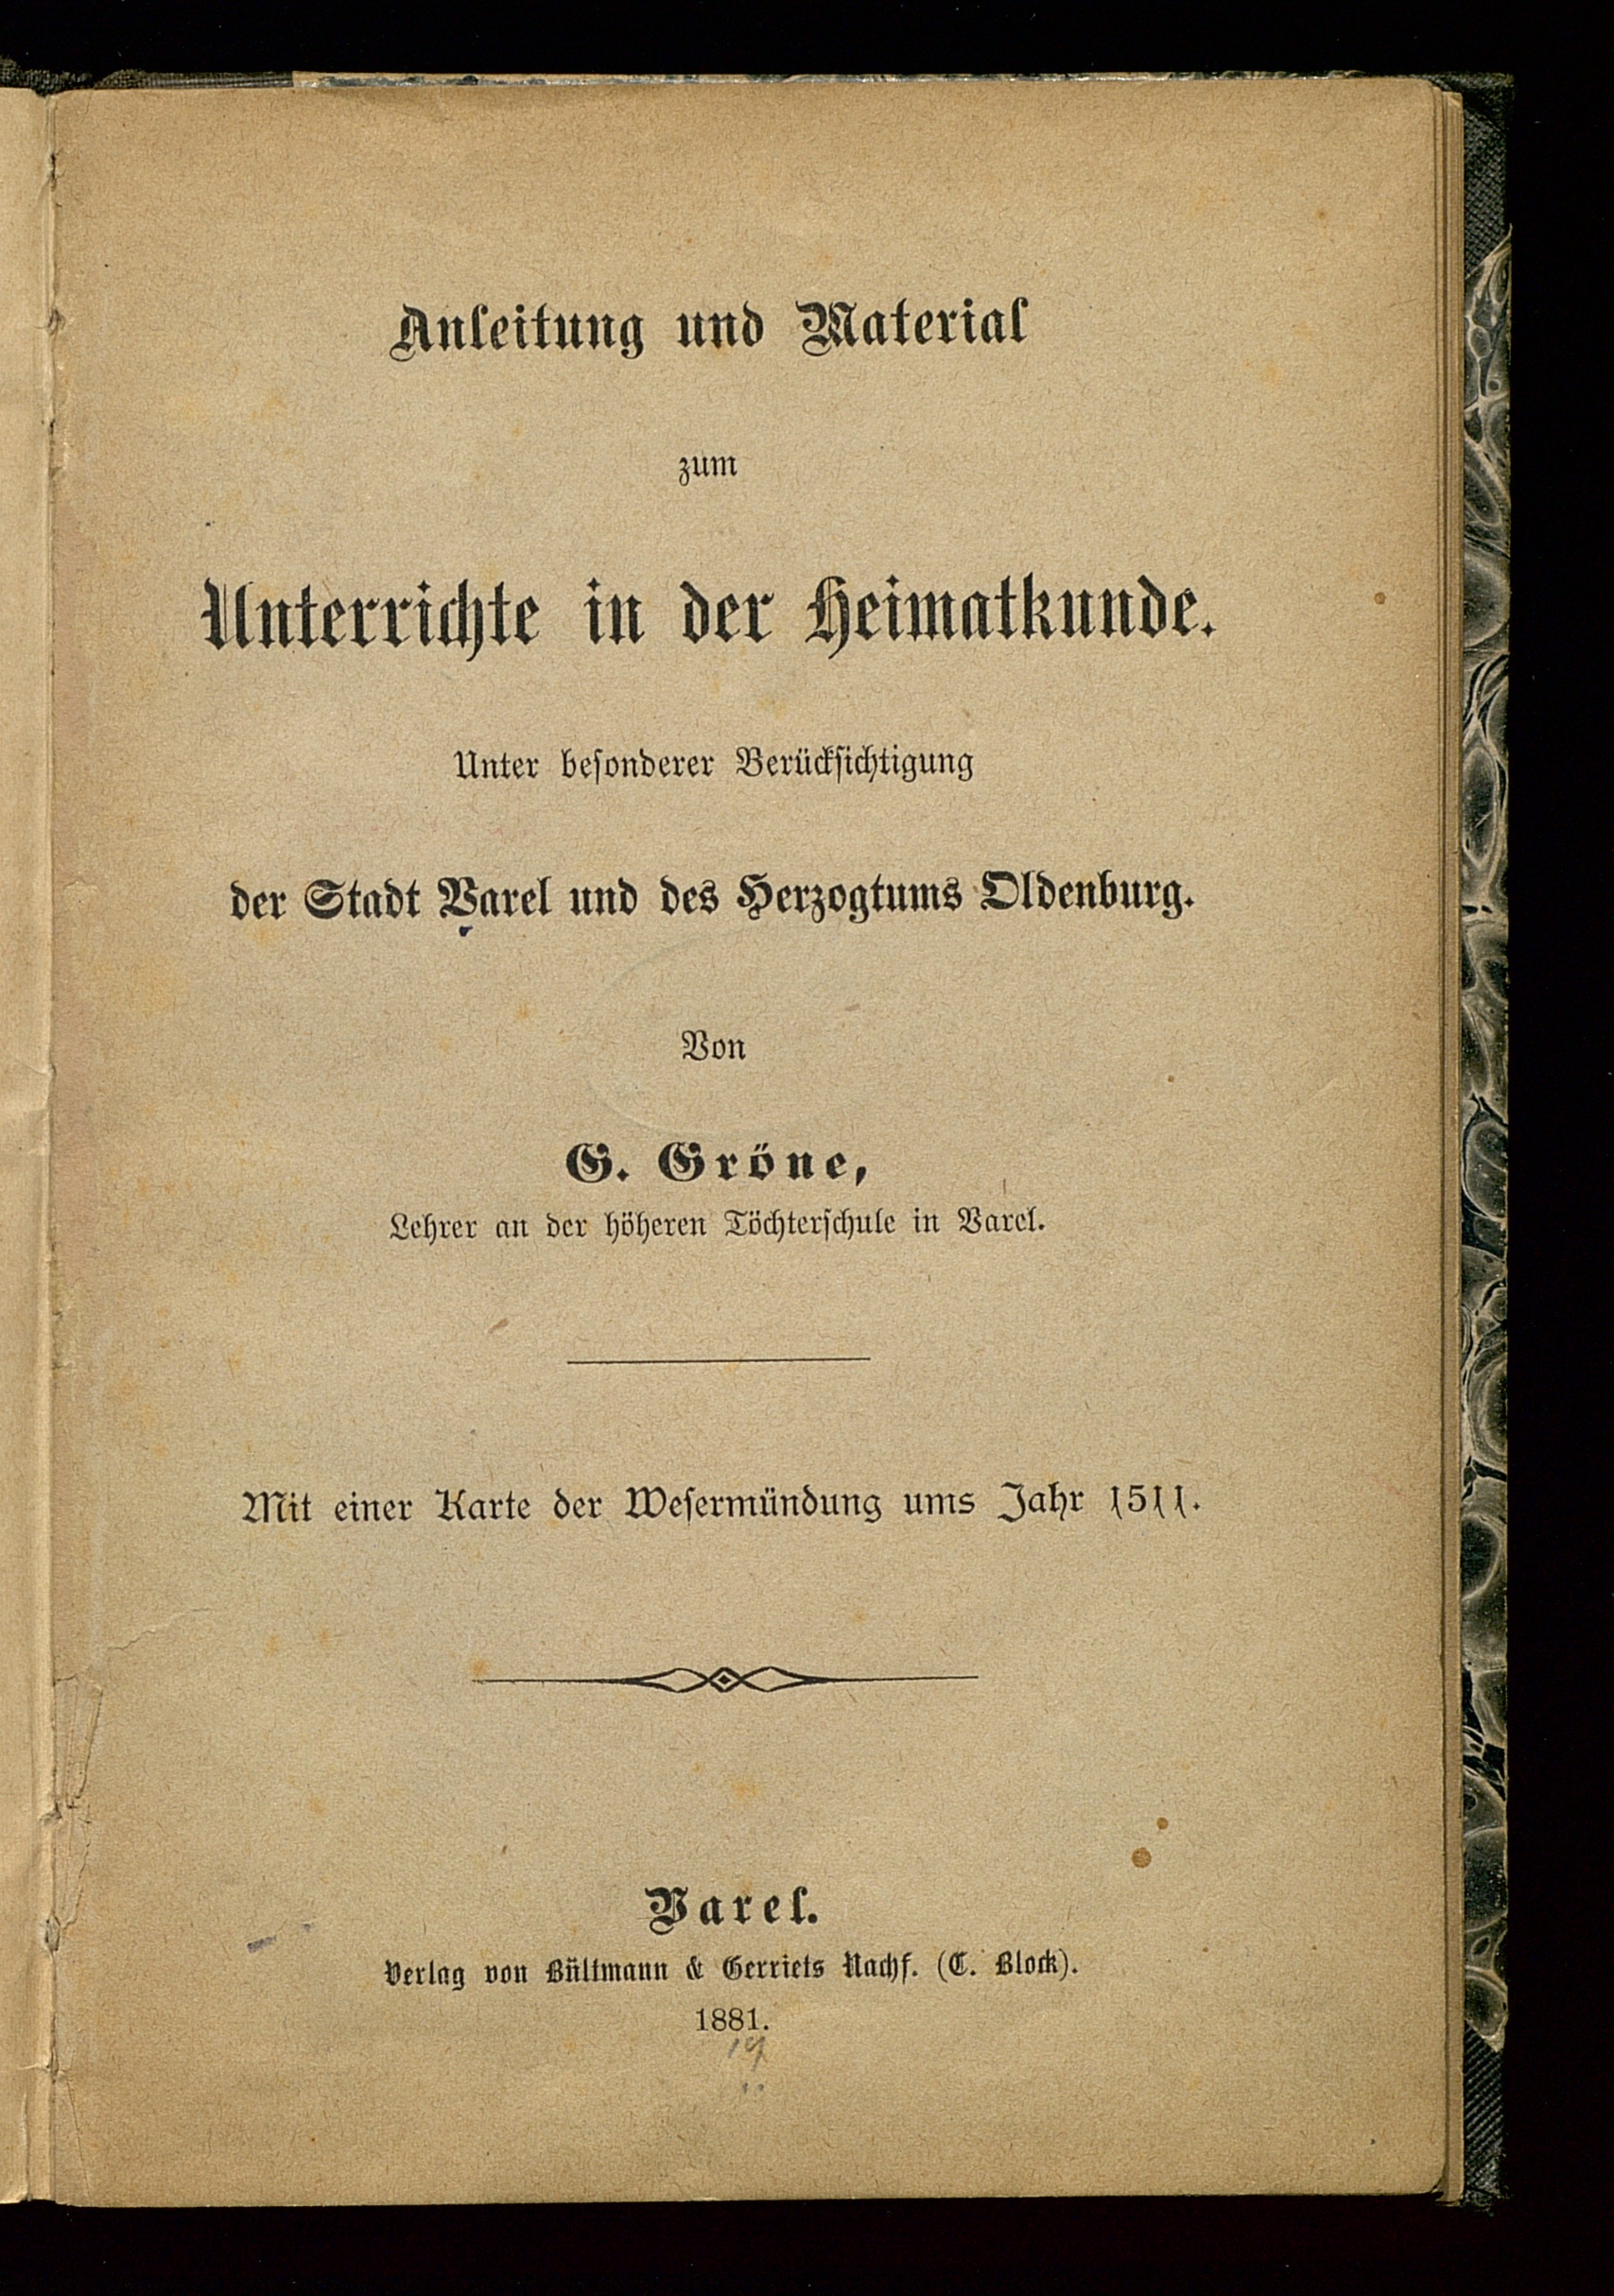 Anleitung und Material
zum
Unterrichte in der Heimatkunde.
Unter besonderer Berücksichtigung
der Stadt Varel und des Herzogtums Oldenburg.
Von
G. Gröne,
Lehrer an der höheren Töchterschule in Varel.
Mit einer Karte der Wesermündung ums Jahr 1511.
Varel.
Verlag von Bültmann & Gerriets Nachf. (C. Block).
1881.